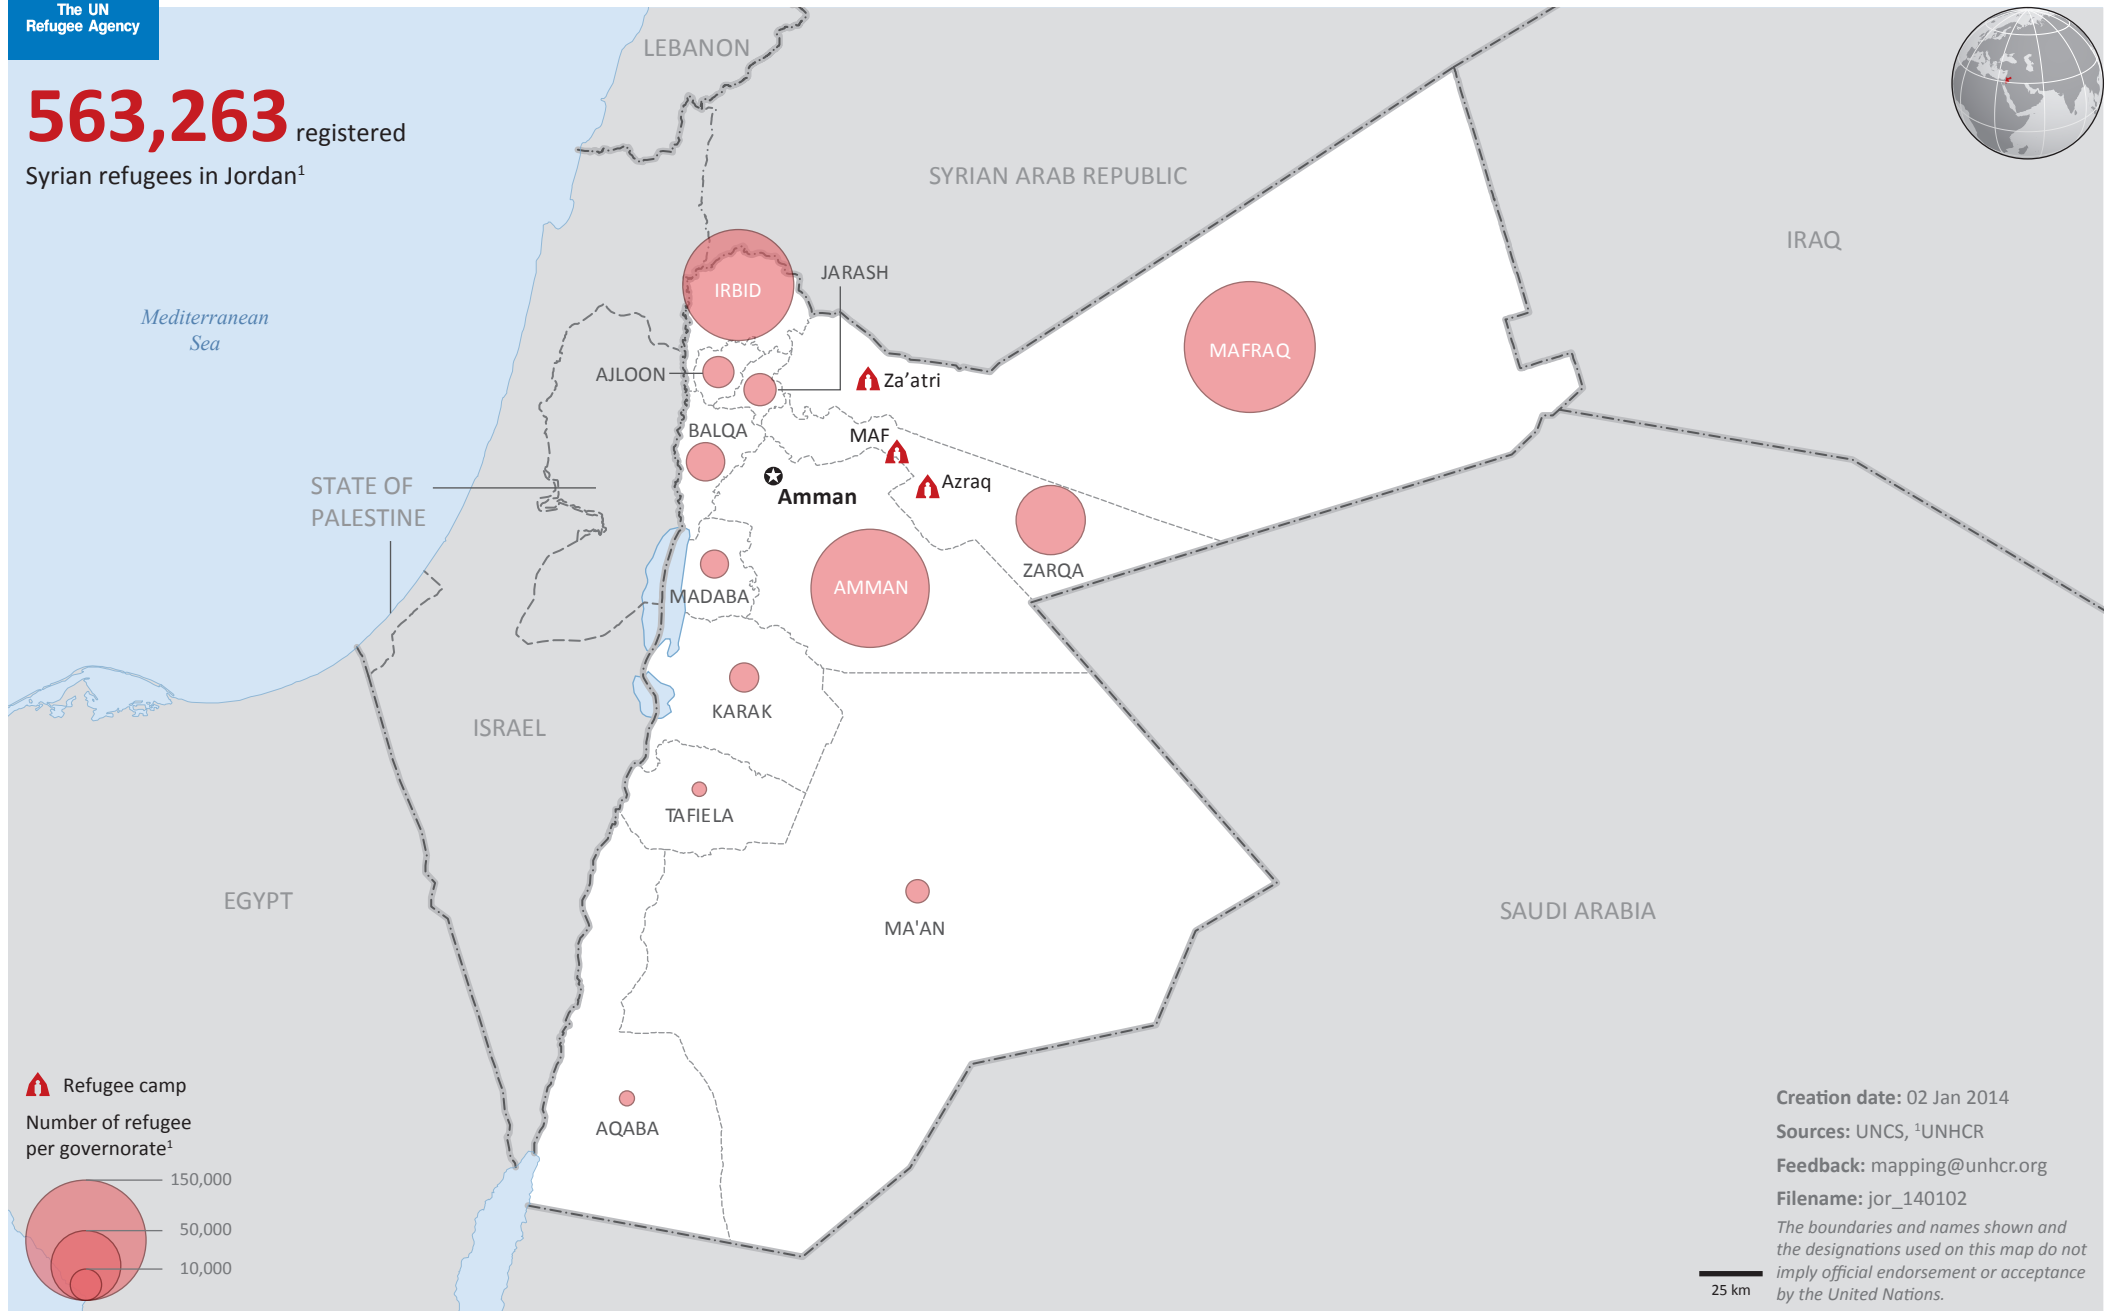 The UN
Refugee Agency
563,263 registered
Syrian refugees in Jordan¹
LEBANON
SYRIAN ARAB REPUBLIC
IRAQ
Mediterranean
Sea
JARASH
IRBID
MAFRAQ
AJLOON
Za'atri
BALQA
MAF
STATE OF
PALESTINE
Amman
Azraq
ZARQA
MADABA
AMMAN
KARAK
ISRAEL
TAFIELA
EGYPT
MA'AN
SAUDI ARABIA
AQABA
Refugee camp
Number of refugee
per governorate¹
150,000
50,000
10,000
Creation date: 02 Jan 2014
Sources: UNCS, ¹UNHCR
Feedback: mapping@unhcr.org
Filename: jor_140102
The boundaries and names shown and
the designations used on this map do not
imply official endorsement or acceptance
by the United Nations.
25 km